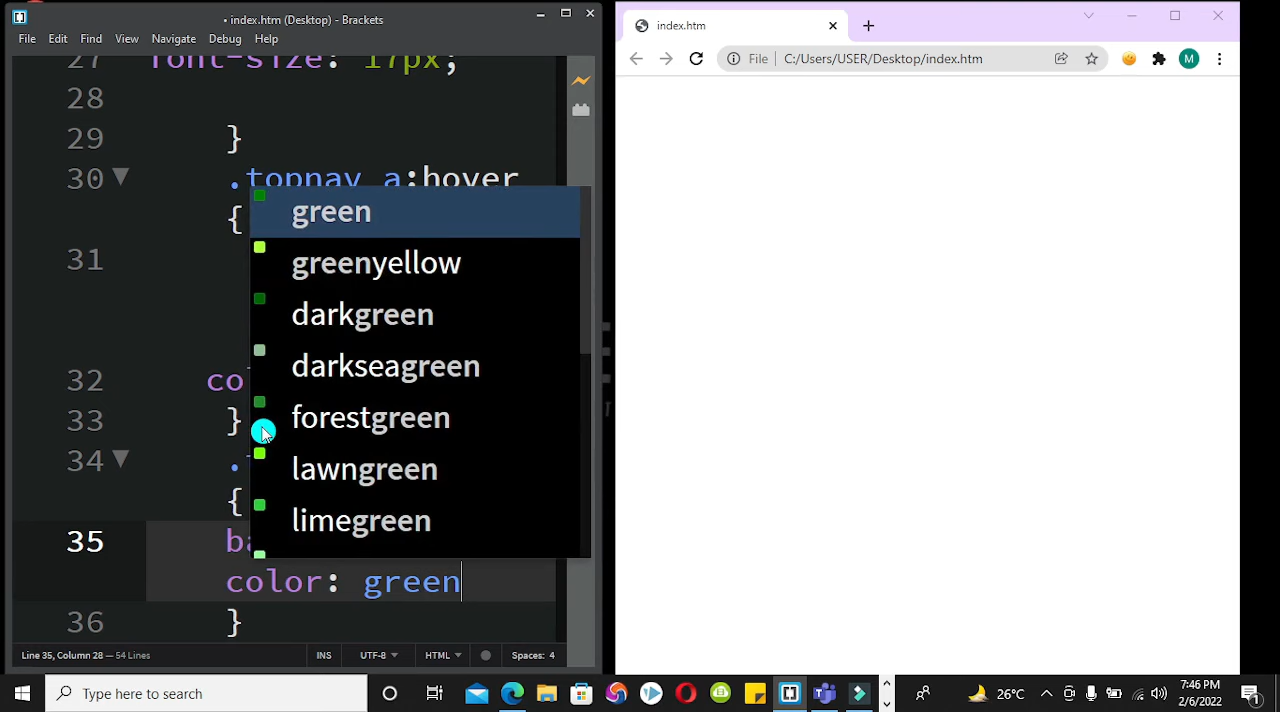 • index.htm (Desktop) - Brackets
File Edit Find View Navigate Debug Help
27 font-size: 17px;
28
29 }
30 .topnav a:hover
{
31
32 co
33 }
34 .
{
35 ba
color: green
36 }
green
greenyellow
darkgreen
darkseagreen
forestgreen
lawngreen
limegreen
Line 35, Column 28 — 54 Lines
INS
UTF-8
HTML
Spaces: 4
index.htm
File
C:/Users/USER/Desktop/index.htm
M
Type here to search
26°C
7:46 PM
2/6/2022
1